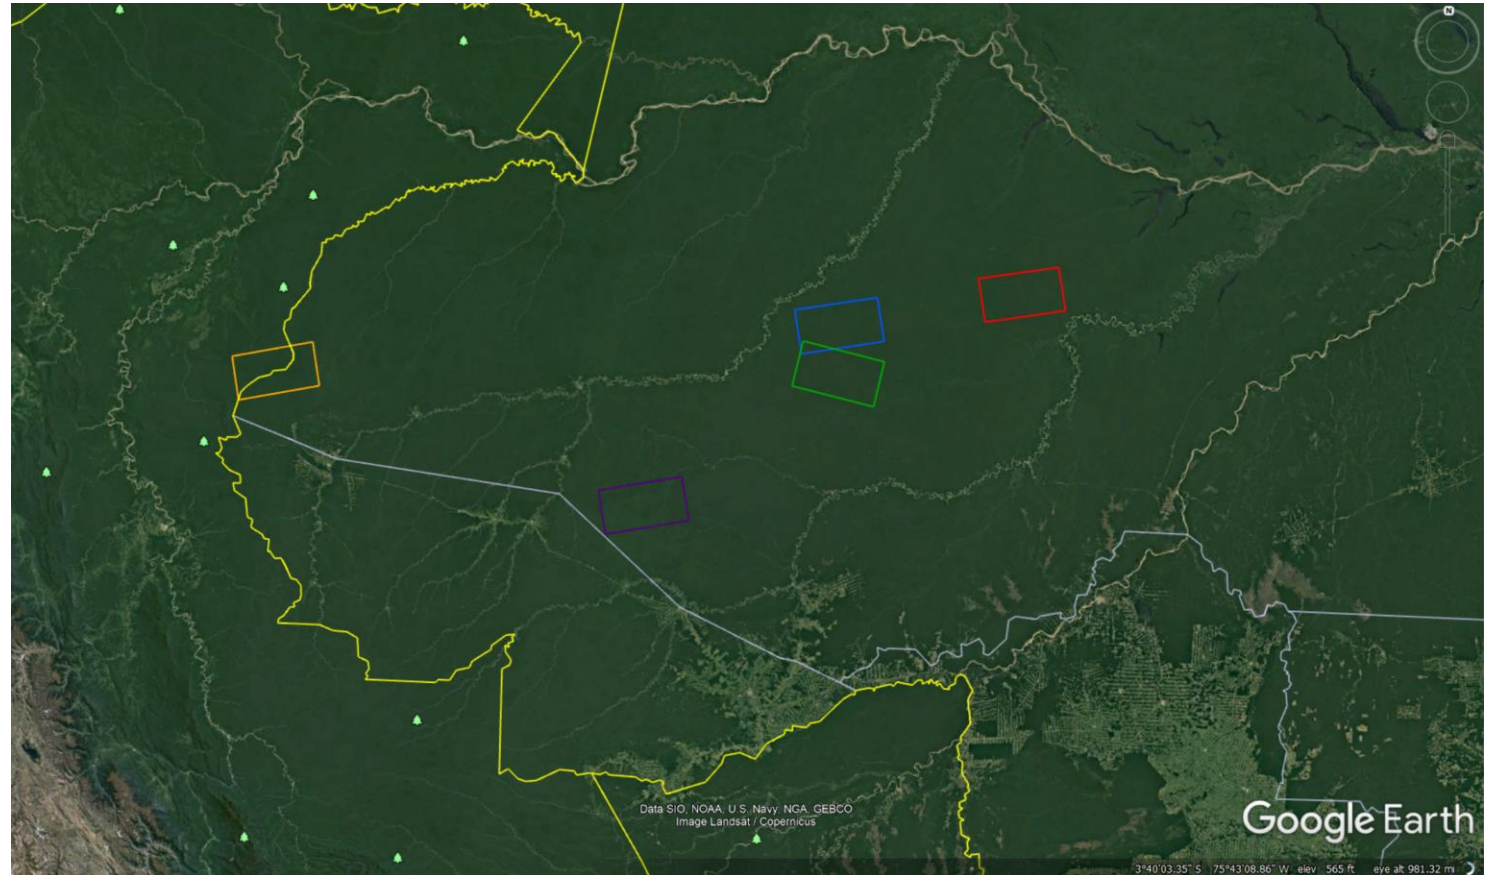 N
Data SIO, NOAA, U.S. Navy, NGA, GEBCO
Image Landsat / Copernicus
Google Earth
3°40'03.35" S 75°43'08.86" W elev 565 ft eye alt 981.32 mi